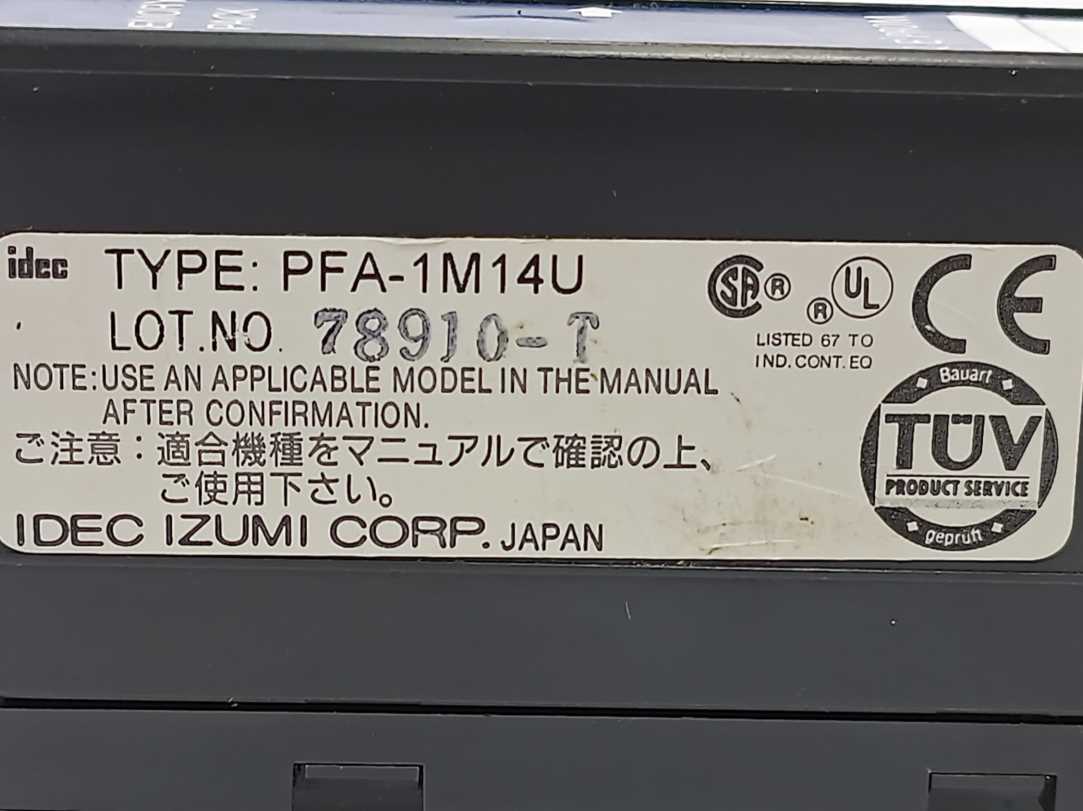 PACK
idec TYPE: PFA-1M14U
LOT.NO. 78910-T
NOTE:USE AN APPLICABLE MODEL IN THE MANUAL
AFTER CONFIRMATION.
ご注意：適合機種をマニュアルで確認の上、
ご使用下さい。
IDEC IZUMI CORP. JAPAN
SA ® ® UL CE
LISTED 67 TO
IND. CONT. EQ
Bauart
TÜV
PRODUCT SERVICE
geprüft